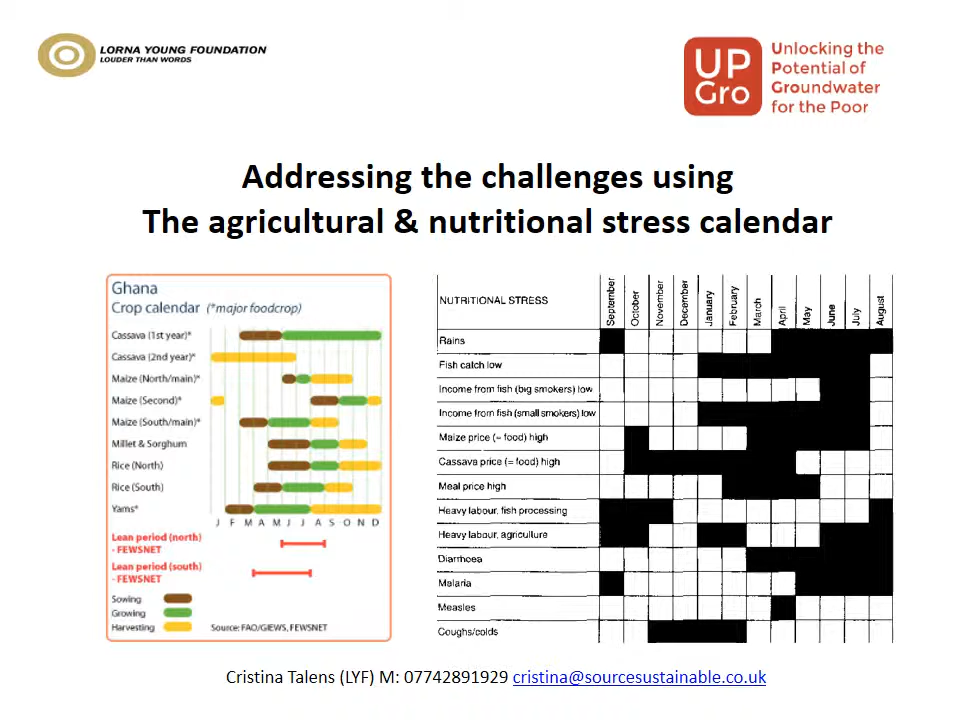 LORNA YOUNG FOUNDATION
LOUDER THAN WORDS
UP
Gro
Unlocking the
Potential of
Groundwater
for the Poor
Addressing the challenges using
The agricultural & nutritional stress calendar
Ghana
Crop calendar (*major foodcrop)
Cassava (1st year)*
Cassava (2nd year)*
Maize (North/main)*
Maize (Second)*
Maize (South/main)*
Millet & Sorghum
Rice (North)
Rice (South)
Yams*
J F M A M J J A S O N D
Lean period (north)
- FEWSNET
Lean period (south)
- FEWSNET
Sowing
Growing
Harvesting
Source: FAO/GIEWS, FEWSNET
NUTRITIONAL STRESS
September
October
November
December
January
February
March
April
May
June
July
August
Rains
Fish catch low
Income from fish (big smokers) low
Income from fish (small smokers) low
Maize price (= food) high
Cassava price (= food) high
Meal price high
Heavy labour, fish processing
Heavy labour, agriculture
Diarrhoea
Malaria
Measles
Coughs/colds
Cristina Talens (LYF) M: 07742891929 cristina@sourcesustainable.co.uk